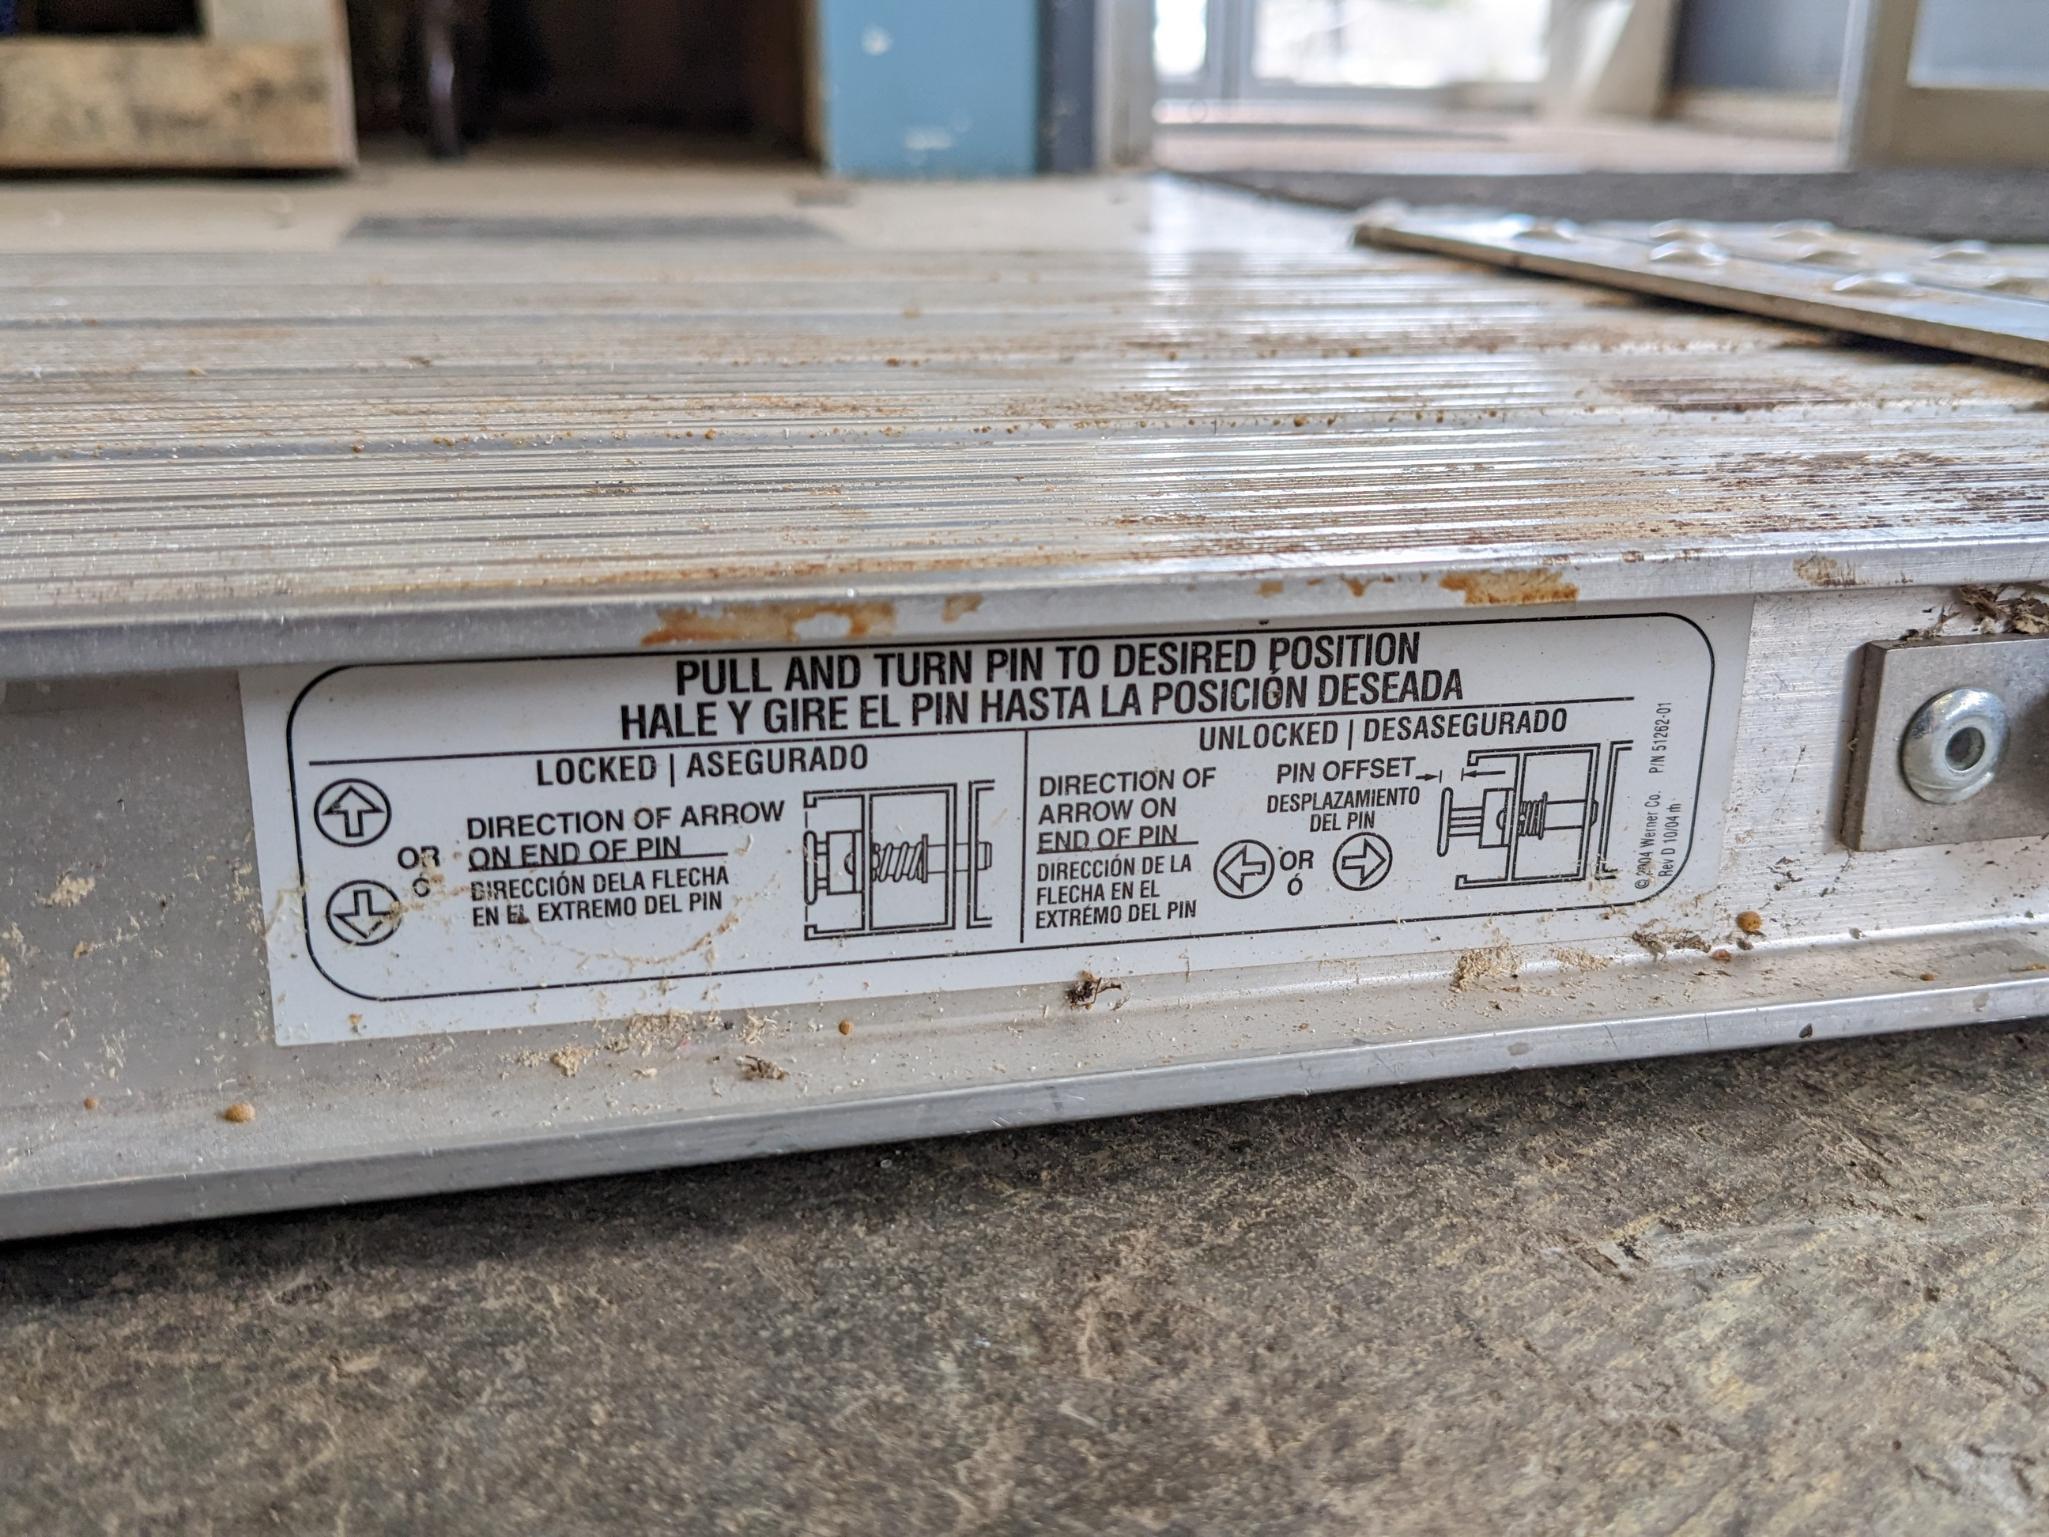 PULL AND TURN PIN TO DESIRED POSITION
HALE Y GIRE EL PIN HASTA LA POSICIÓN DESEADA
LOCKED | ASEGURADO
OR
Ó
DIRECTION OF ARROW
ON END OF PIN
DIRECCIÓN DELA FLECHA
EN EL EXTREMO DEL PIN
UNLOCKED | DESASEGURADO
DIRECTION OF
ARROW ON
END OF PIN
DIRECCIÓN DE LA
FLECHA EN EL
EXTRÉMO DEL PIN
PIN OFFSET
DESPLAZAMIENTO
DEL PIN
OR
Ó
© 2004 Werner Co. P/N 51262-01
Rev D 10/04 rh